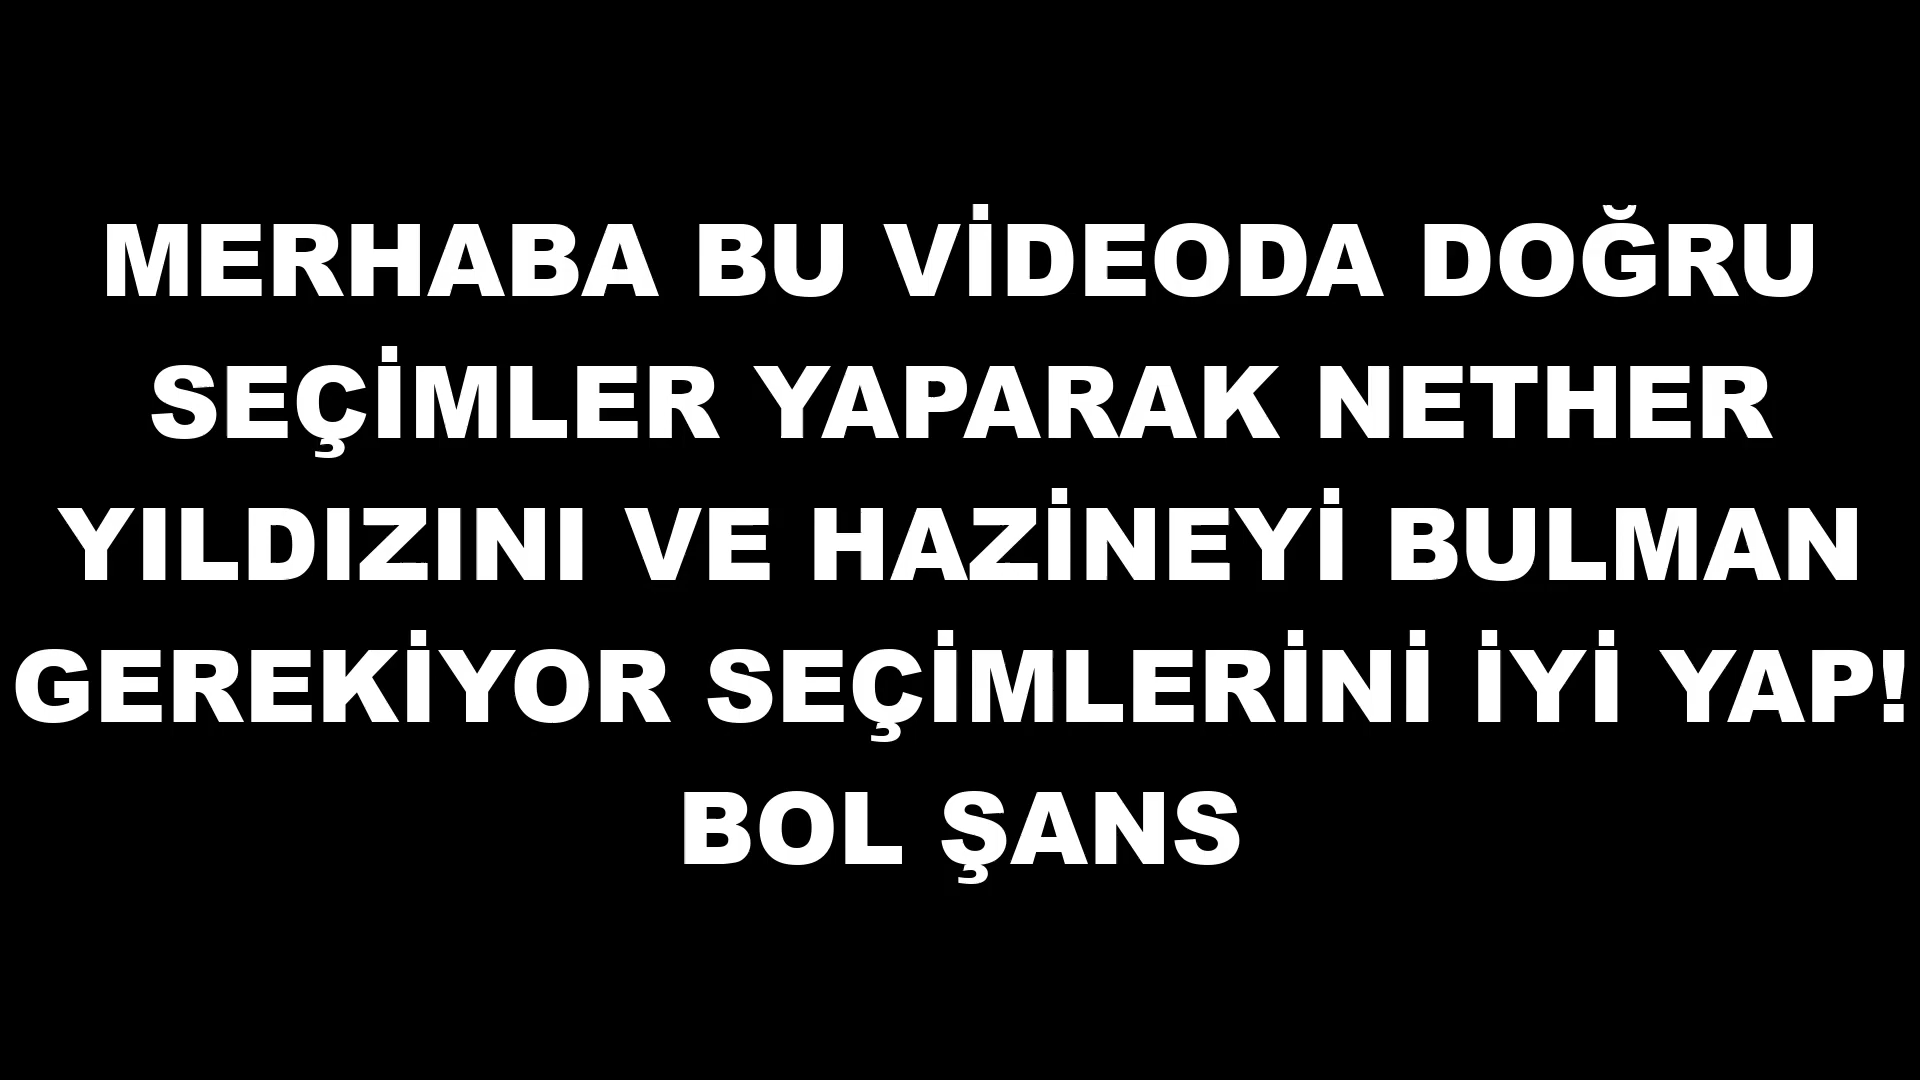 MERHABA BU VİDEODA DOĞRU
SEÇİMLER YAPARAK NETHER
YILDIZINI VE HAZİNEYİ BULMAN
GEREKİYOR SEÇİMLERİNİ İYİ YAP!
BOL ŞANS